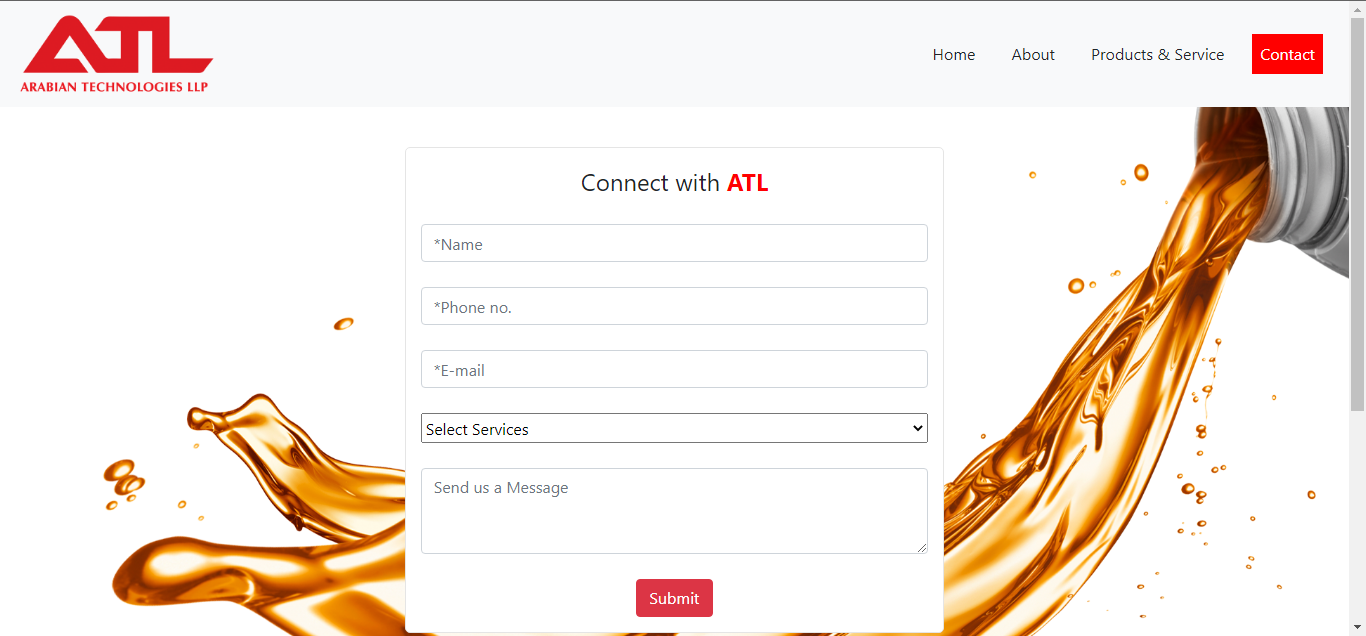 ATL
ARABIAN TECHNOLOGIES LLP
Home About Products & Service Contact
Connect with ATL
*Name
*Phone no.
*E-mail
Select Services
Send us a Message
Submit